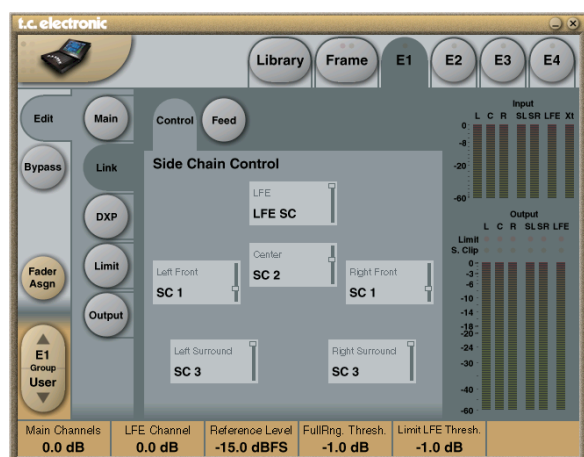 t.c. electronic
Library
Frame
E1
E2
E3
E4
Edit
Bypass
Fader
Asgn
E1
Group
User
Main
Link
DXP
Limit
Output
Control
Feed
Side Chain Control
LFE
LFE SC
Center
SC 2
Left Front
SC 1
Right Front
SC 1
Left Surround
SC 3
Right Surround
SC 3
Input
L C R SL SR LFE Xt
0
-8
-20
-60
Output
L C R SL SR LFE
Limit
S. Clip
0
-3
-6
-10
-14
-18
-20
-24
-30
-40
-60
Main Channels
0.0 dB
LFE Channel
0.0 dB
Reference Level
-15.0 dBFS
FullRng. Thresh.
-1.0 dB
Limit LFE Thresh.
-1.0 dB